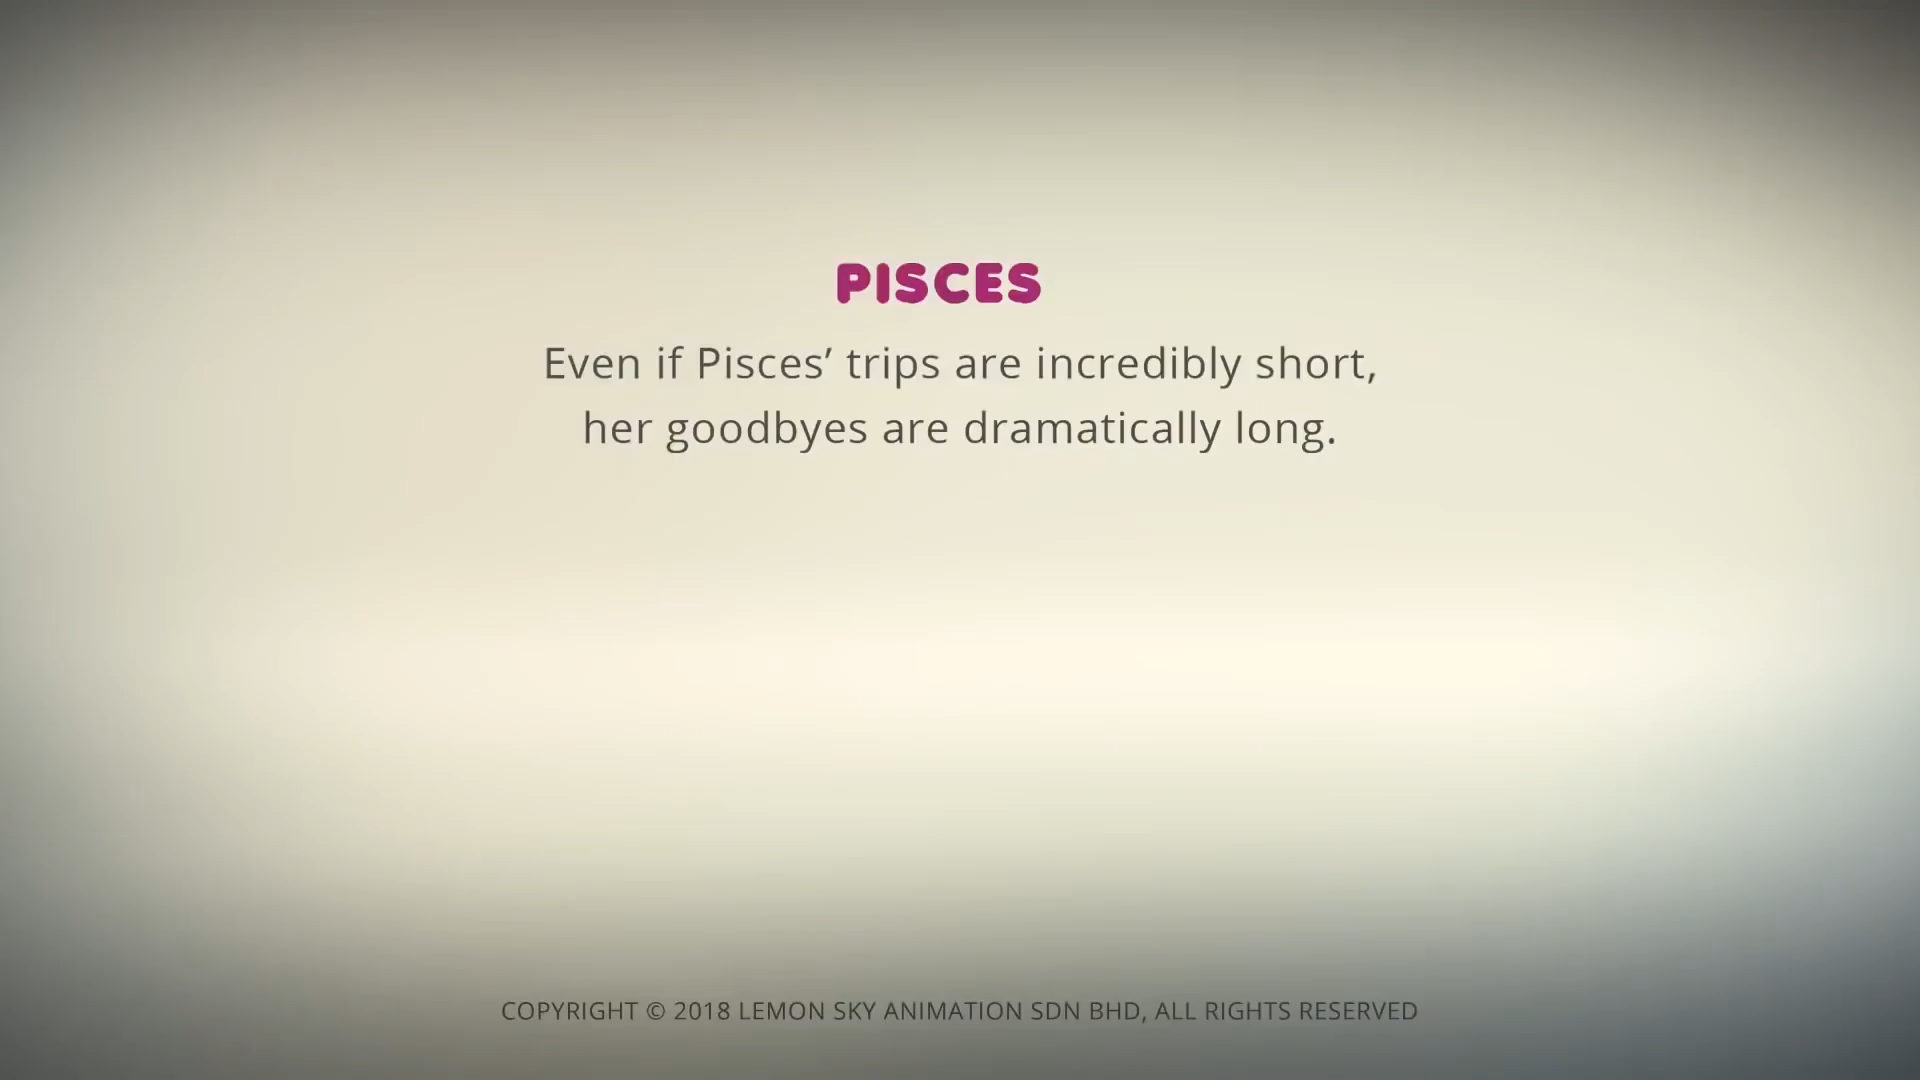 PISCES
Even if Pisces’ trips are incredibly short,
her goodbyes are dramatically long.
COPYRIGHT © 2018 LEMON SKY ANIMATION SDN BHD, ALL RIGHTS RESERVED